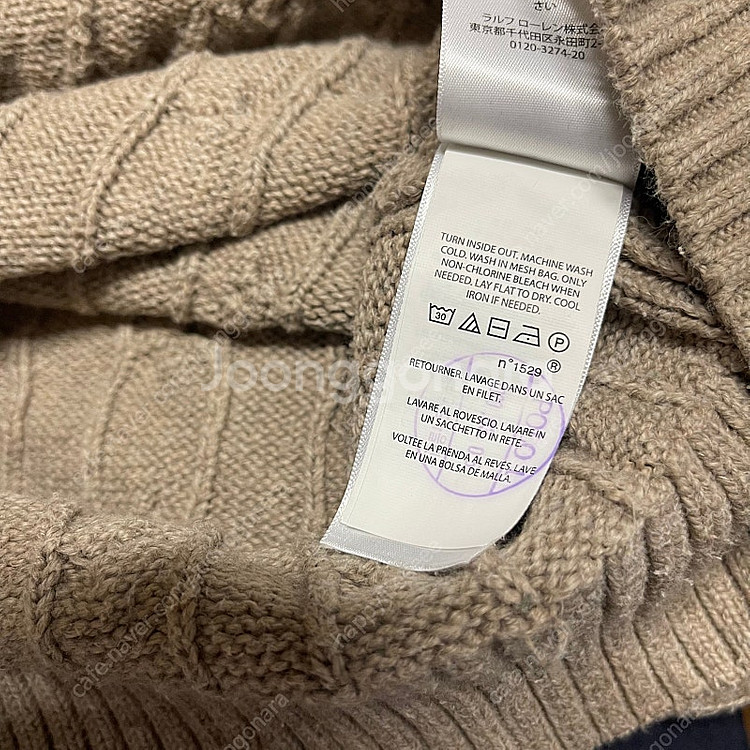 さい
ラルフ ローレン株式会
東京都千代田区永田町2-
0120-3274-20
TURN INSIDE OUT. MACHINE WASH
COLD. WASH IN MESH BAG. ONLY
NON-CHLORINE BLEACH WHEN
NEEDED. LAY FLAT TO DRY. COOL
IRON IF NEEDED.
30 P
n°1529 ®
RETOURNER. LAVAGE DANS UN SAC
EN FILET.
LAVARE AL ROVESCIO. LAVARE IN
UN SACCHETTO IN RETE.
VOLTEE LA PRENDA AL REVÉS. LAVE
EN UNA BOLSA DE MALLA.
Joonggonara